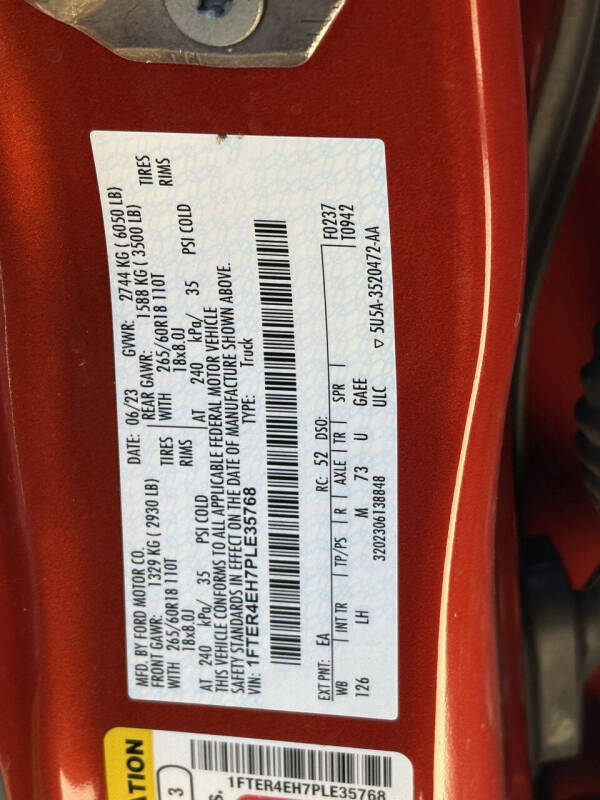 MFD. BY FORD MOTOR CO.
DATE: 06/23 GVWR: 2744 KG ( 6050 LB)
FRONT GAWR: 1329 KG (2930 LB)
REAR GAWR: 1588 KG ( 3500 LB)
WITH 265/60R18 110T TIRES
WITH 265/60R18 110T TIRES
18x8.0J RIMS
18x8.0J RIMS
AT 240 kPa/ 35 PSI COLD
AT 240 kPa/ 35 PSI COLD
THIS VEHICLE CONFORMS TO ALL APPLICABLE FEDERAL MOTOR VEHICLE
SAFETY STANDARDS IN EFFECT ON THE DATE OF MANUFACTURE SHOWN ABOVE.
VIN: 1FTER4EH7PLE35768 TYPE: Truck
EXT PNT: EA RC: 52 DSO: F0237
WB | INT TR | TP/PS | R | AXLE | TR | SPR T0942
126 LH M 73 U GAEE
3202306138848 ULC ▽ 5U5A-3520472-AA
ATION
3
S.
1FTER4EH7PLE35768